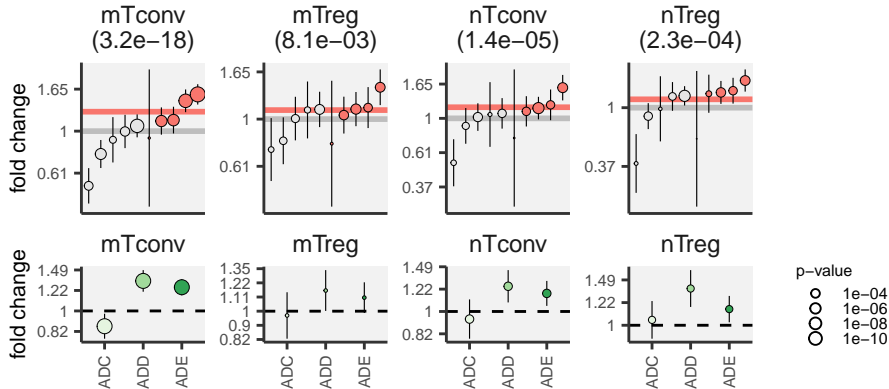 mTconv
(3.2e−18)
mTreg
(8.1e−03)
nTconv
(1.4e−05)
nTreg
(2.3e−04)
fold change
1.65
1
0.61
1.65
1
0.61
1.65
1
0.61
0.37
1
0.37
mTconv
mTreg
nTconv
nTreg
fold change
1.49
1.22
1
0.82
1.35
1.22
1.11
1
0.9
0.82
1.49
1.22
1
0.82
1.49
1.22
1
ADC
ADD
ADE
ADC
ADD
ADE
ADC
ADD
ADE
ADC
ADD
ADE
p−value
1e−04
1e−06
1e−08
1e−10